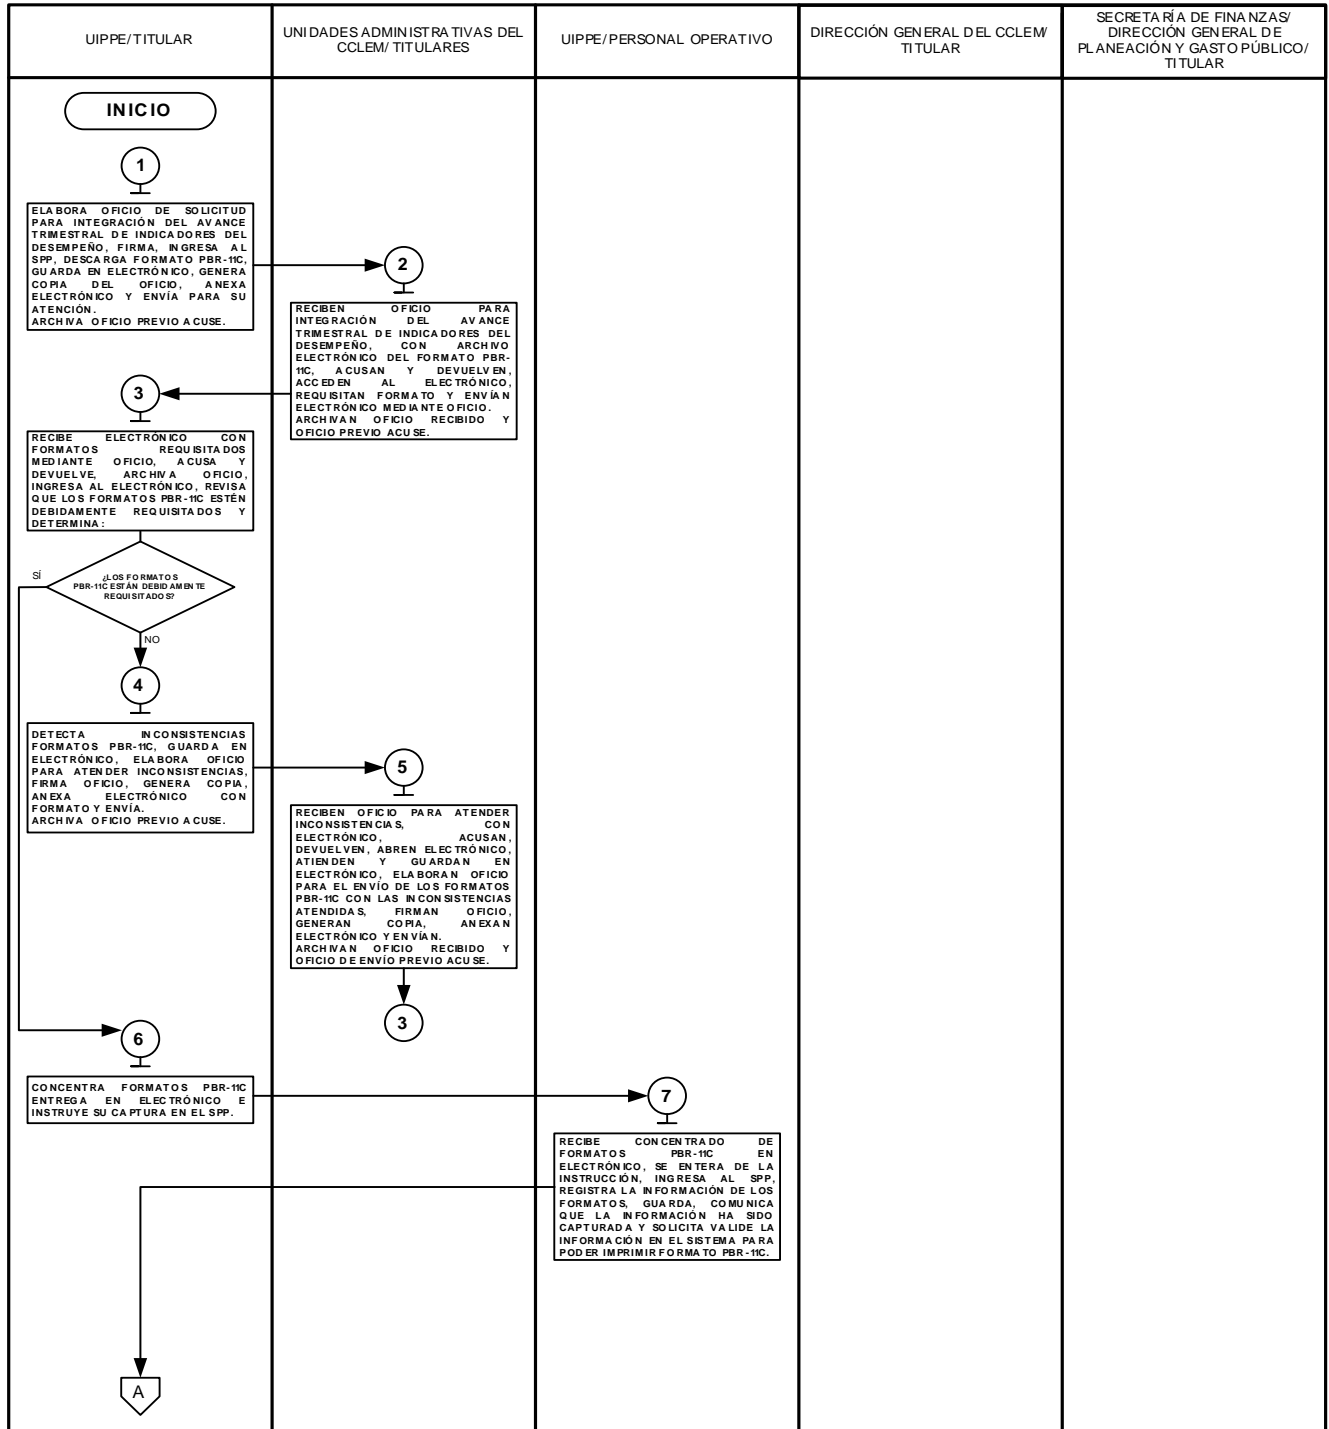 UIPPE/TITULAR
UNIDADES ADMINISTRATIVAS DEL
CCLEM/ TITULARES
UIPPE/PERSONAL OPERATIVO
DIRECCIÓN GENERAL DEL CCLEM/
TITULAR
SECRETARÍA DE FINANZAS/
DIRECCIÓN GENERAL DE
PLANEACIÓN Y GASTO PÚBLICO/
TITULAR
INICIO
1
ELABORA OFICIO DE SOLICITUD
PARA INTEGRACIÓN DEL AVANCE
TRIMESTRAL DE INDICADORES DEL
DESEMPEÑO, FIRMA, INGRESA AL
SPP, DESCARGA FORMATO PBR-11C,
GUARDA EN ELECTRÓNICO, GENERA
COPIA DEL OFICIO, ANEXA
ELECTRÓNICO Y ENVÍA PARA SU
ATENCIÓN.
ARCHIVA OFICIO PREVIO ACUSE.
2
RECIBEN OFICIO PARA
INTEGRACIÓN DEL AVANCE
TRIMESTRAL DE INDICADORES DEL
DESEMPEÑO, CON ARCHIVO
ELECTRÓNICO DEL FORMATO PBR-
11C, ACUSAN Y DEVUELVEN,
ACCEDEN AL ELECTRÓNICO,
REQUISITAN FORMATO Y ENVÍAN
ELECTRÓNICO MEDIANTE OFICIO.
ARCHIVAN OFICIO RECIBIDO Y
OFICIO PREVIO ACUSE.
3
RECIBE ELECTRÓNICO CON
FORMATOS REQUISITADOS
MEDIANTE OFICIO, ACUSA Y
DEVUELVE, ARCHIVA OFICIO,
INGRESA AL ELECTRÓNICO, REVISA
QUE LOS FORMATOS PBR-11C ESTÉN
DEBIDAMENTE REQUISITADOS Y
DETERMINA:
¿LOS FORMATOS
PBR-11C ESTÁN DEBIDAMENTE
REQUISITADOS?
SÍ
NO
4
DETECTA INCONSISTENCIAS
FORMATOS PBR-11C, GUARDA EN
ELECTRÓNICO, ELABORA OFICIO
PARA ATENDER INCONSISTENCIAS,
FIRMA OFICIO, GENERA COPIA,
ANEXA ELECTRÓNICO CON
FORMATO Y ENVÍA.
ARCHIVA OFICIO PREVIO ACUSE.
5
RECIBEN OFICIO PARA ATENDER
INCONSISTENCIAS, CON
ELECTRÓNICO, ACUSAN,
DEVUELVEN, ABREN ELECTRÓNICO,
ATIENDEN Y GUARDAN EN
ELECTRÓNICO, ELABORAN OFICIO
PARA EL ENVÍO DE LOS FORMATOS
PBR-11C CON LAS INCONSISTENCIAS
ATENDIDAS, FIRMAN OFICIO,
GENERAN COPIA, ANEXAN
ELECTRÓNICO Y ENVÍAN.
ARCHIVAN OFICIO RECIBIDO Y
OFICIO DE ENVÍO PREVIO ACUSE.
3
6
CONCENTRA FORMATOS PBR-11C
ENTREGA EN ELECTRÓNICO E
INSTRUYE SU CAPTURA EN EL SPP.
7
RECIBE CONCENTRADO DE
FORMATOS PBR-11C EN
ELECTRÓNICO, SE ENTERA DE LA
INSTRUCCIÓN, INGRESA AL SPP,
REGISTRA LA INFORMACIÓN DE LOS
FORMATOS, GUARDA, COMUNICA
QUE LA INFORMACIÓN HA SIDO
CAPTURADA Y SOLICITA VALIDE LA
INFORMACIÓN EN EL SISTEMA PARA
PODER IMPRIMIR FORMATO PBR-11C.
A